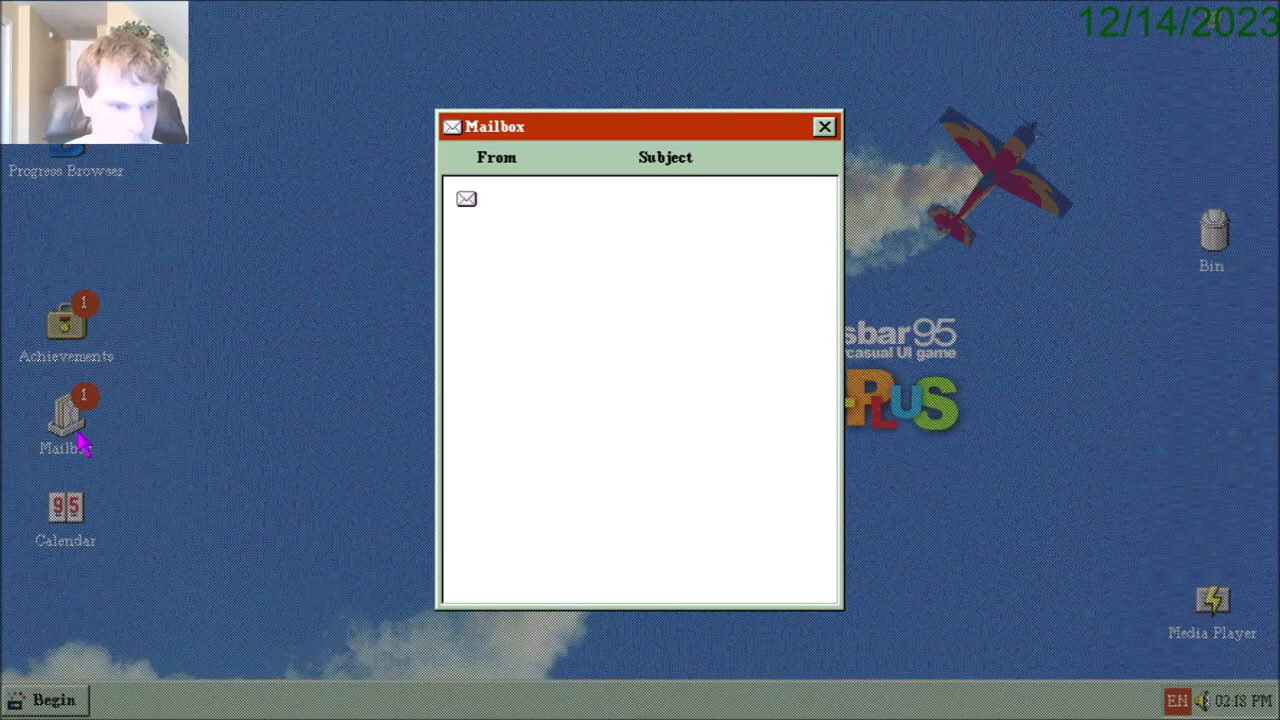 12/14/2023
Progress Browser
Mailbox
From Subject
Bin
1
Achievements
sbar95
casual UI game
PLUS
1
Calendar
95
Media Player
Begin
EN
02:18 PM